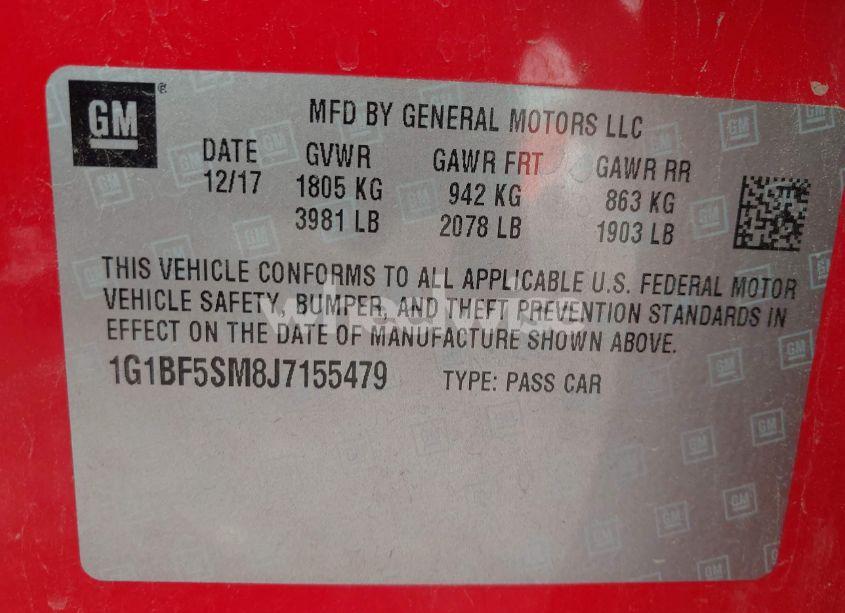 GM
MFD BY GENERAL MOTORS LLC
DATE GVWR GAWR FRT GAWR RR
12/17 1805 KG 942 KG 863 KG
3981 LB 2078 LB 1903 LB
THIS VEHICLE CONFORMS TO ALL APPLICABLE U.S. FEDERAL MOTOR
VEHICLE SAFETY, BUMPER, AND THEFT PREVENTION STANDARDS IN
EFFECT ON THE DATE OF MANUFACTURE SHOWN ABOVE.
1G1BF5SM8J7155479 TYPE: PASS CAR